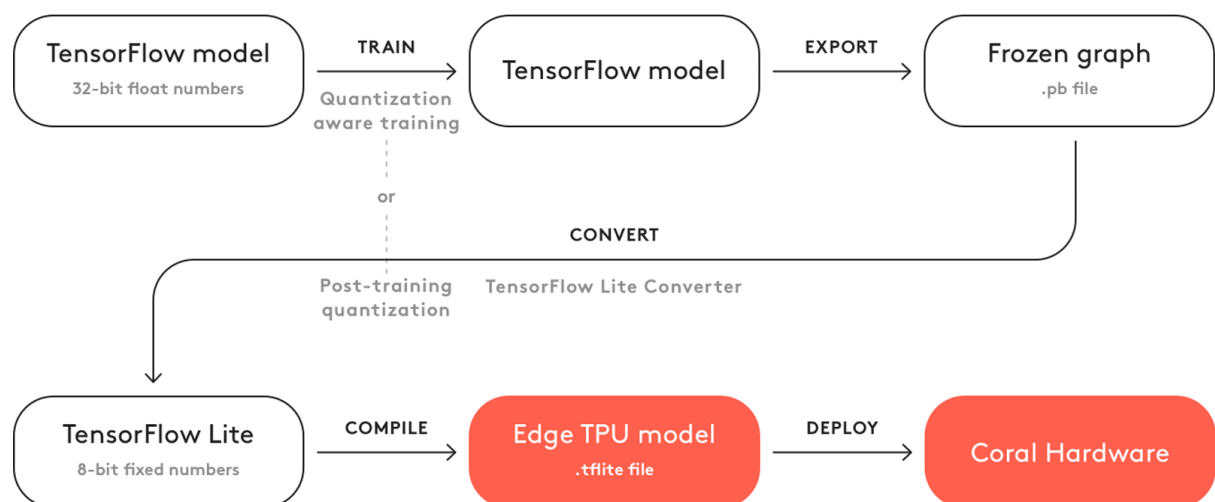 TensorFlow model
32-bit float numbers
TRAIN
Quantization
aware training
TensorFlow model
EXPORT
Frozen graph
.pb file
or
CONVERT
Post-training
quantization
TensorFlow Lite Converter
TensorFlow Lite
8-bit fixed numbers
COMPILE
Edge TPU model
.tflite file
DEPLOY
Coral Hardware